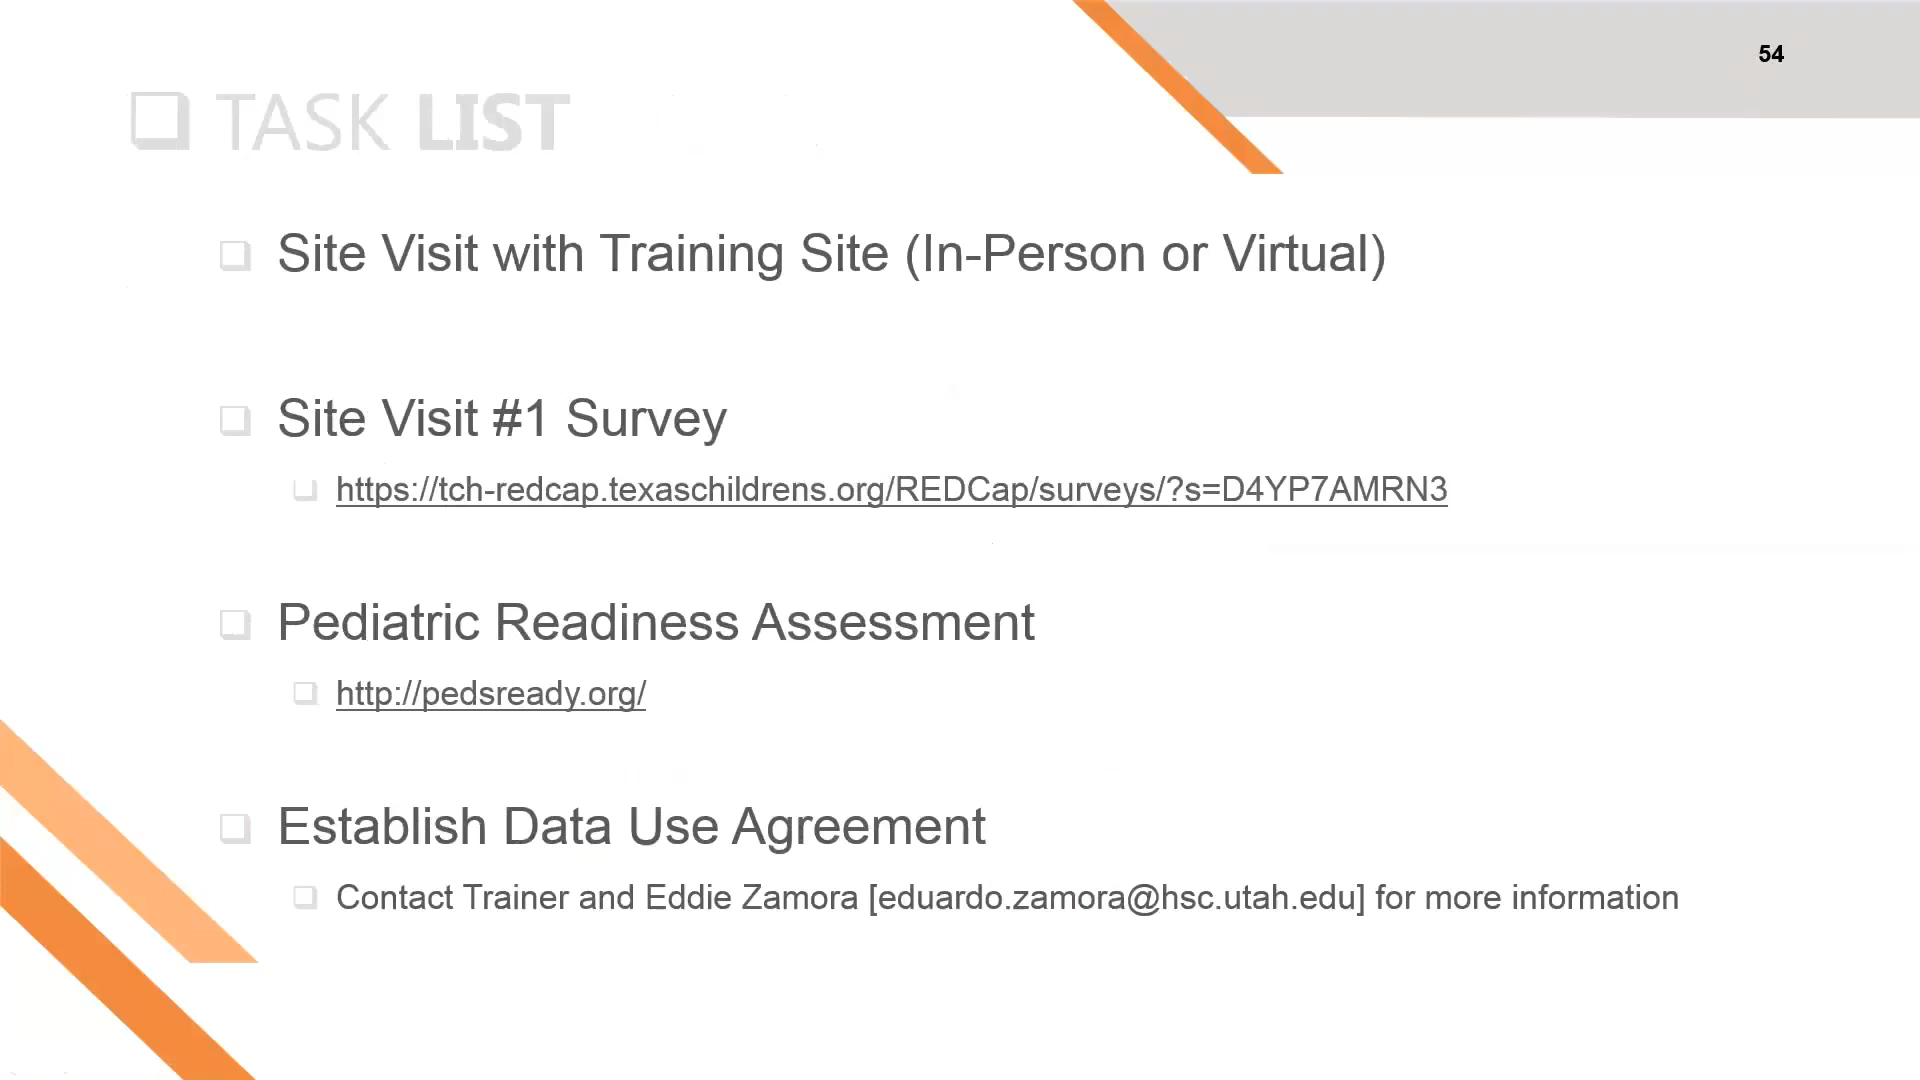 54
TASK LIST
Site Visit with Training Site (In-Person or Virtual)
Site Visit #1 Survey
https://tch-redcap.texaschildrens.org/REDCap/surveys/?s=D4YP7AMRN3
Pediatric Readiness Assessment
http://pedsready.org/
Establish Data Use Agreement
Contact Trainer and Eddie Zamora [eduardo.zamora@hsc.utah.edu] for more information